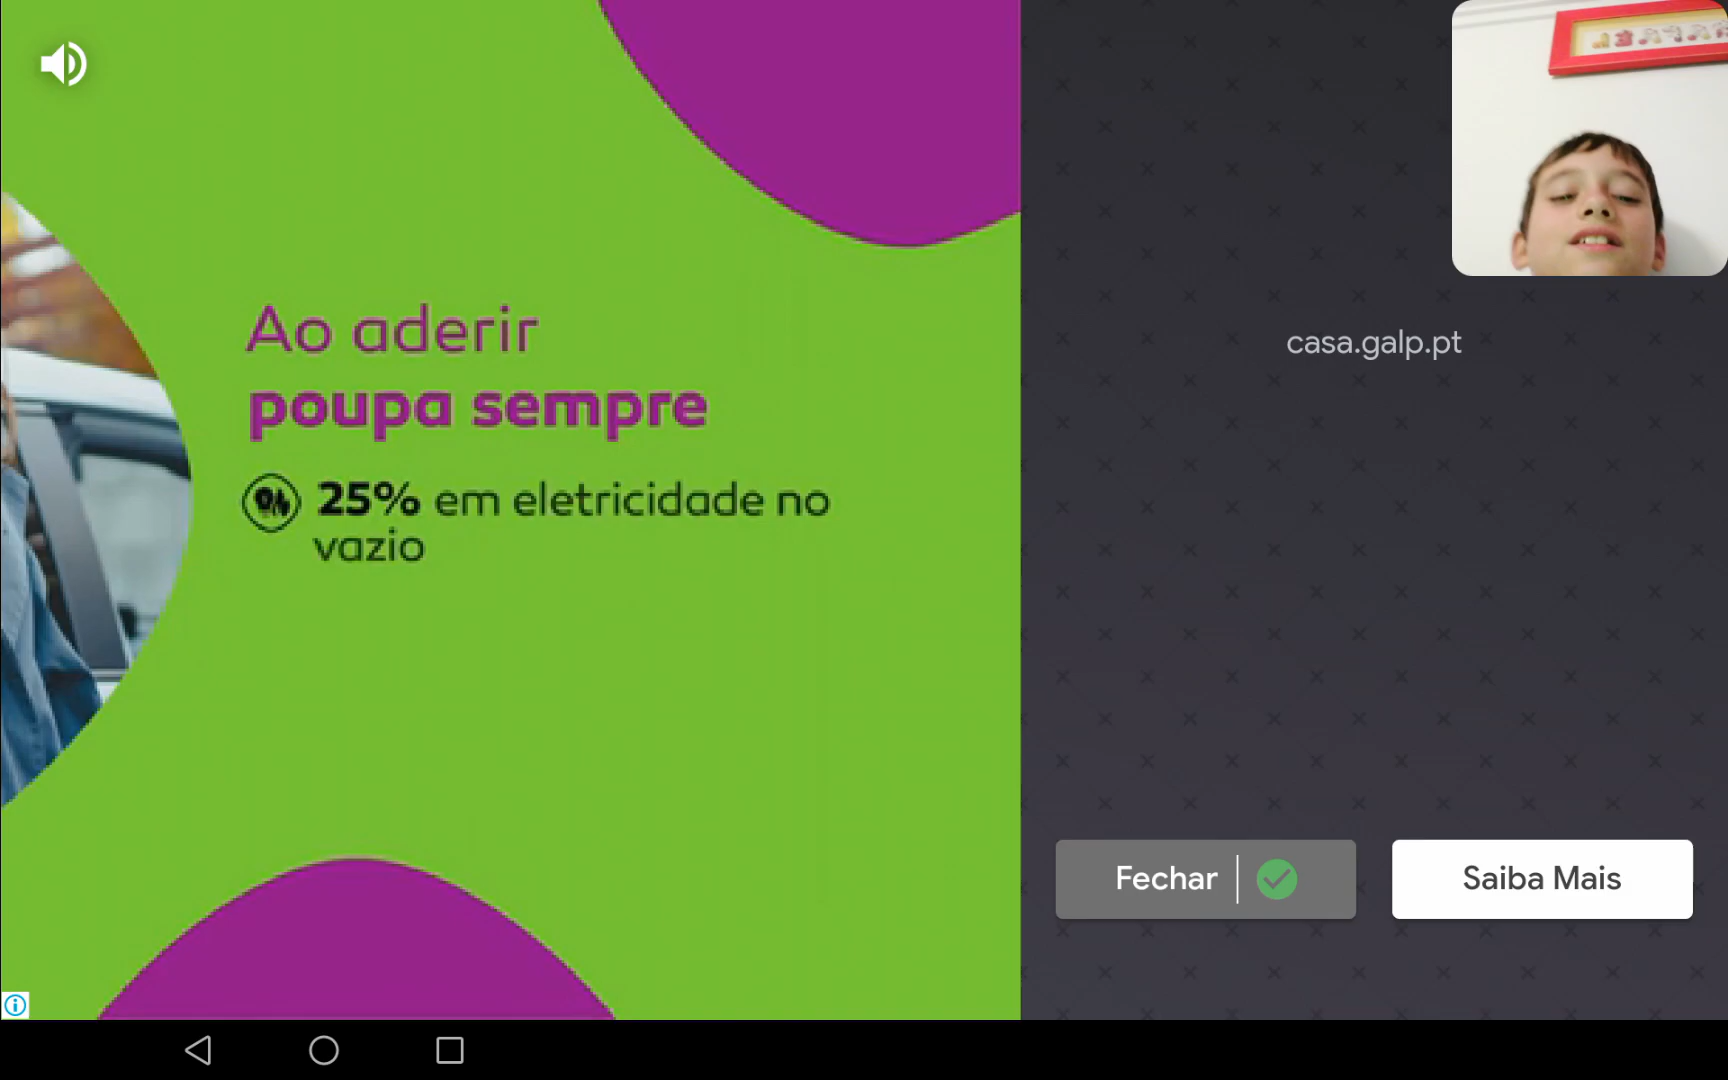 Ao aderir
poupa sempre
25% em eletricidade no
vazio
casa.galp.pt
Fechar
Saiba Mais